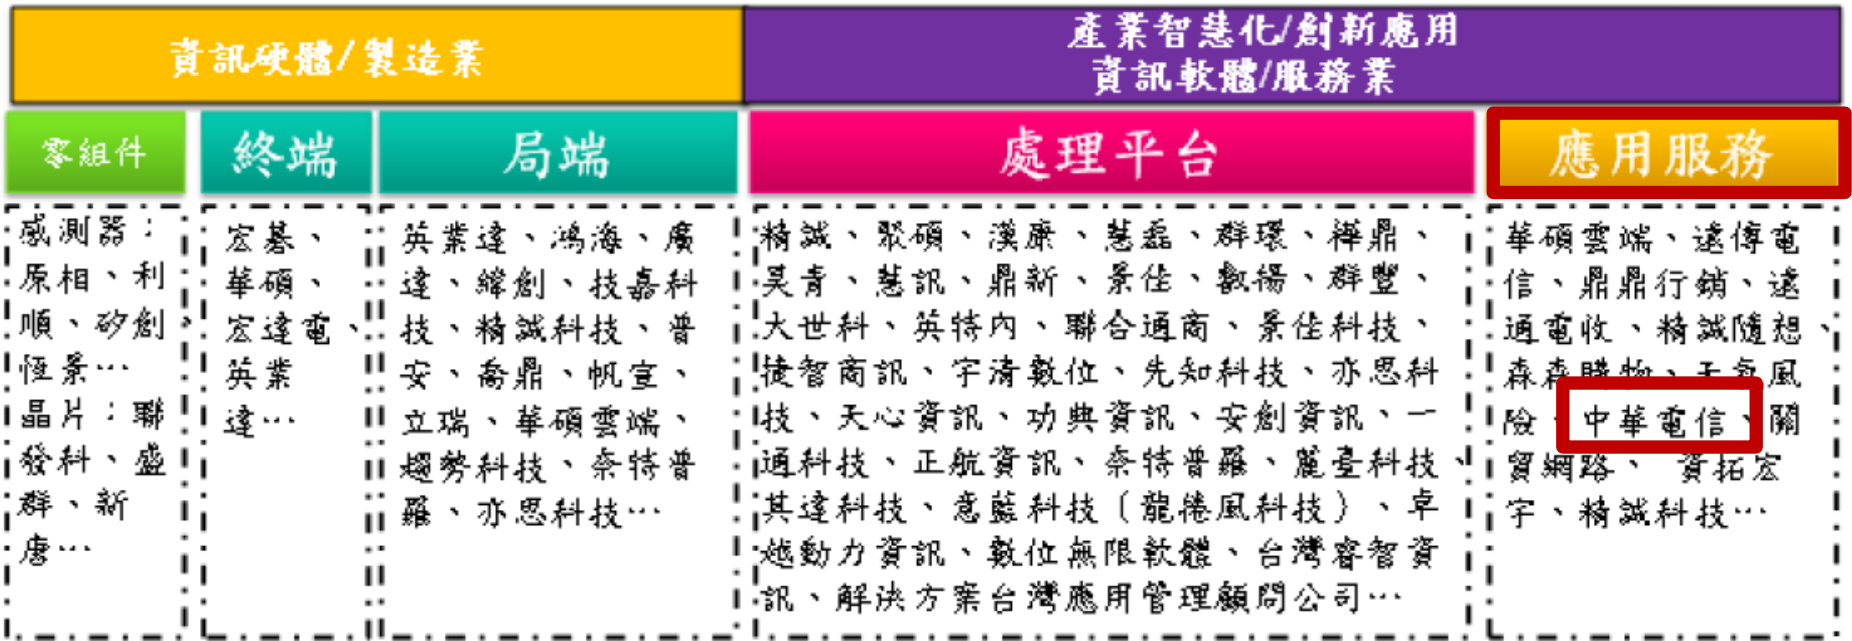 資訊硬體/製造業
產業智慧化/創新應用
資訊軟體/服務業
零組件
終端
局端
處理平台
應用服務
感測器：
原相、利
順、矽創、
恆景…
晶片：聯
發科、盛
群、新
唐…
宏碁、
華碩、
宏達電、
英業
達…
英業達、鴻海、廣
達、緯創、技嘉科
技、精誠科技、普
安、喬鼎、帆宣、
立瑞、華碩雲端、
趨勢科技、奈特普
羅、亦思科技…
精誠、聚碩、漢康、慧磊、群環、禪鼎、
昊青、慧訊、鼎新、景佳、數揚、群豐、
大世科、英特內、聯合通商、景佳科技、
捷智商訊、宇清數位、先知科技、亦思科
技、天心資訊、功典資訊、安創資訊、一
通科技、正航資訊、奈特普羅、麗臺科技、
其達科技、意藍科技（龍捲風科技）、卓
越動力資訊、數位無限軟體、台灣睿智資
訊、解決方案台灣應用管理顧問公司…
華碩雲端、遠傳電
信、鼎鼎行銷、遠
通電收、精誠隨想、
森森購物、天氣風
險、中華電信、關
貿網路、 資拓宏
宇、精誠科技…